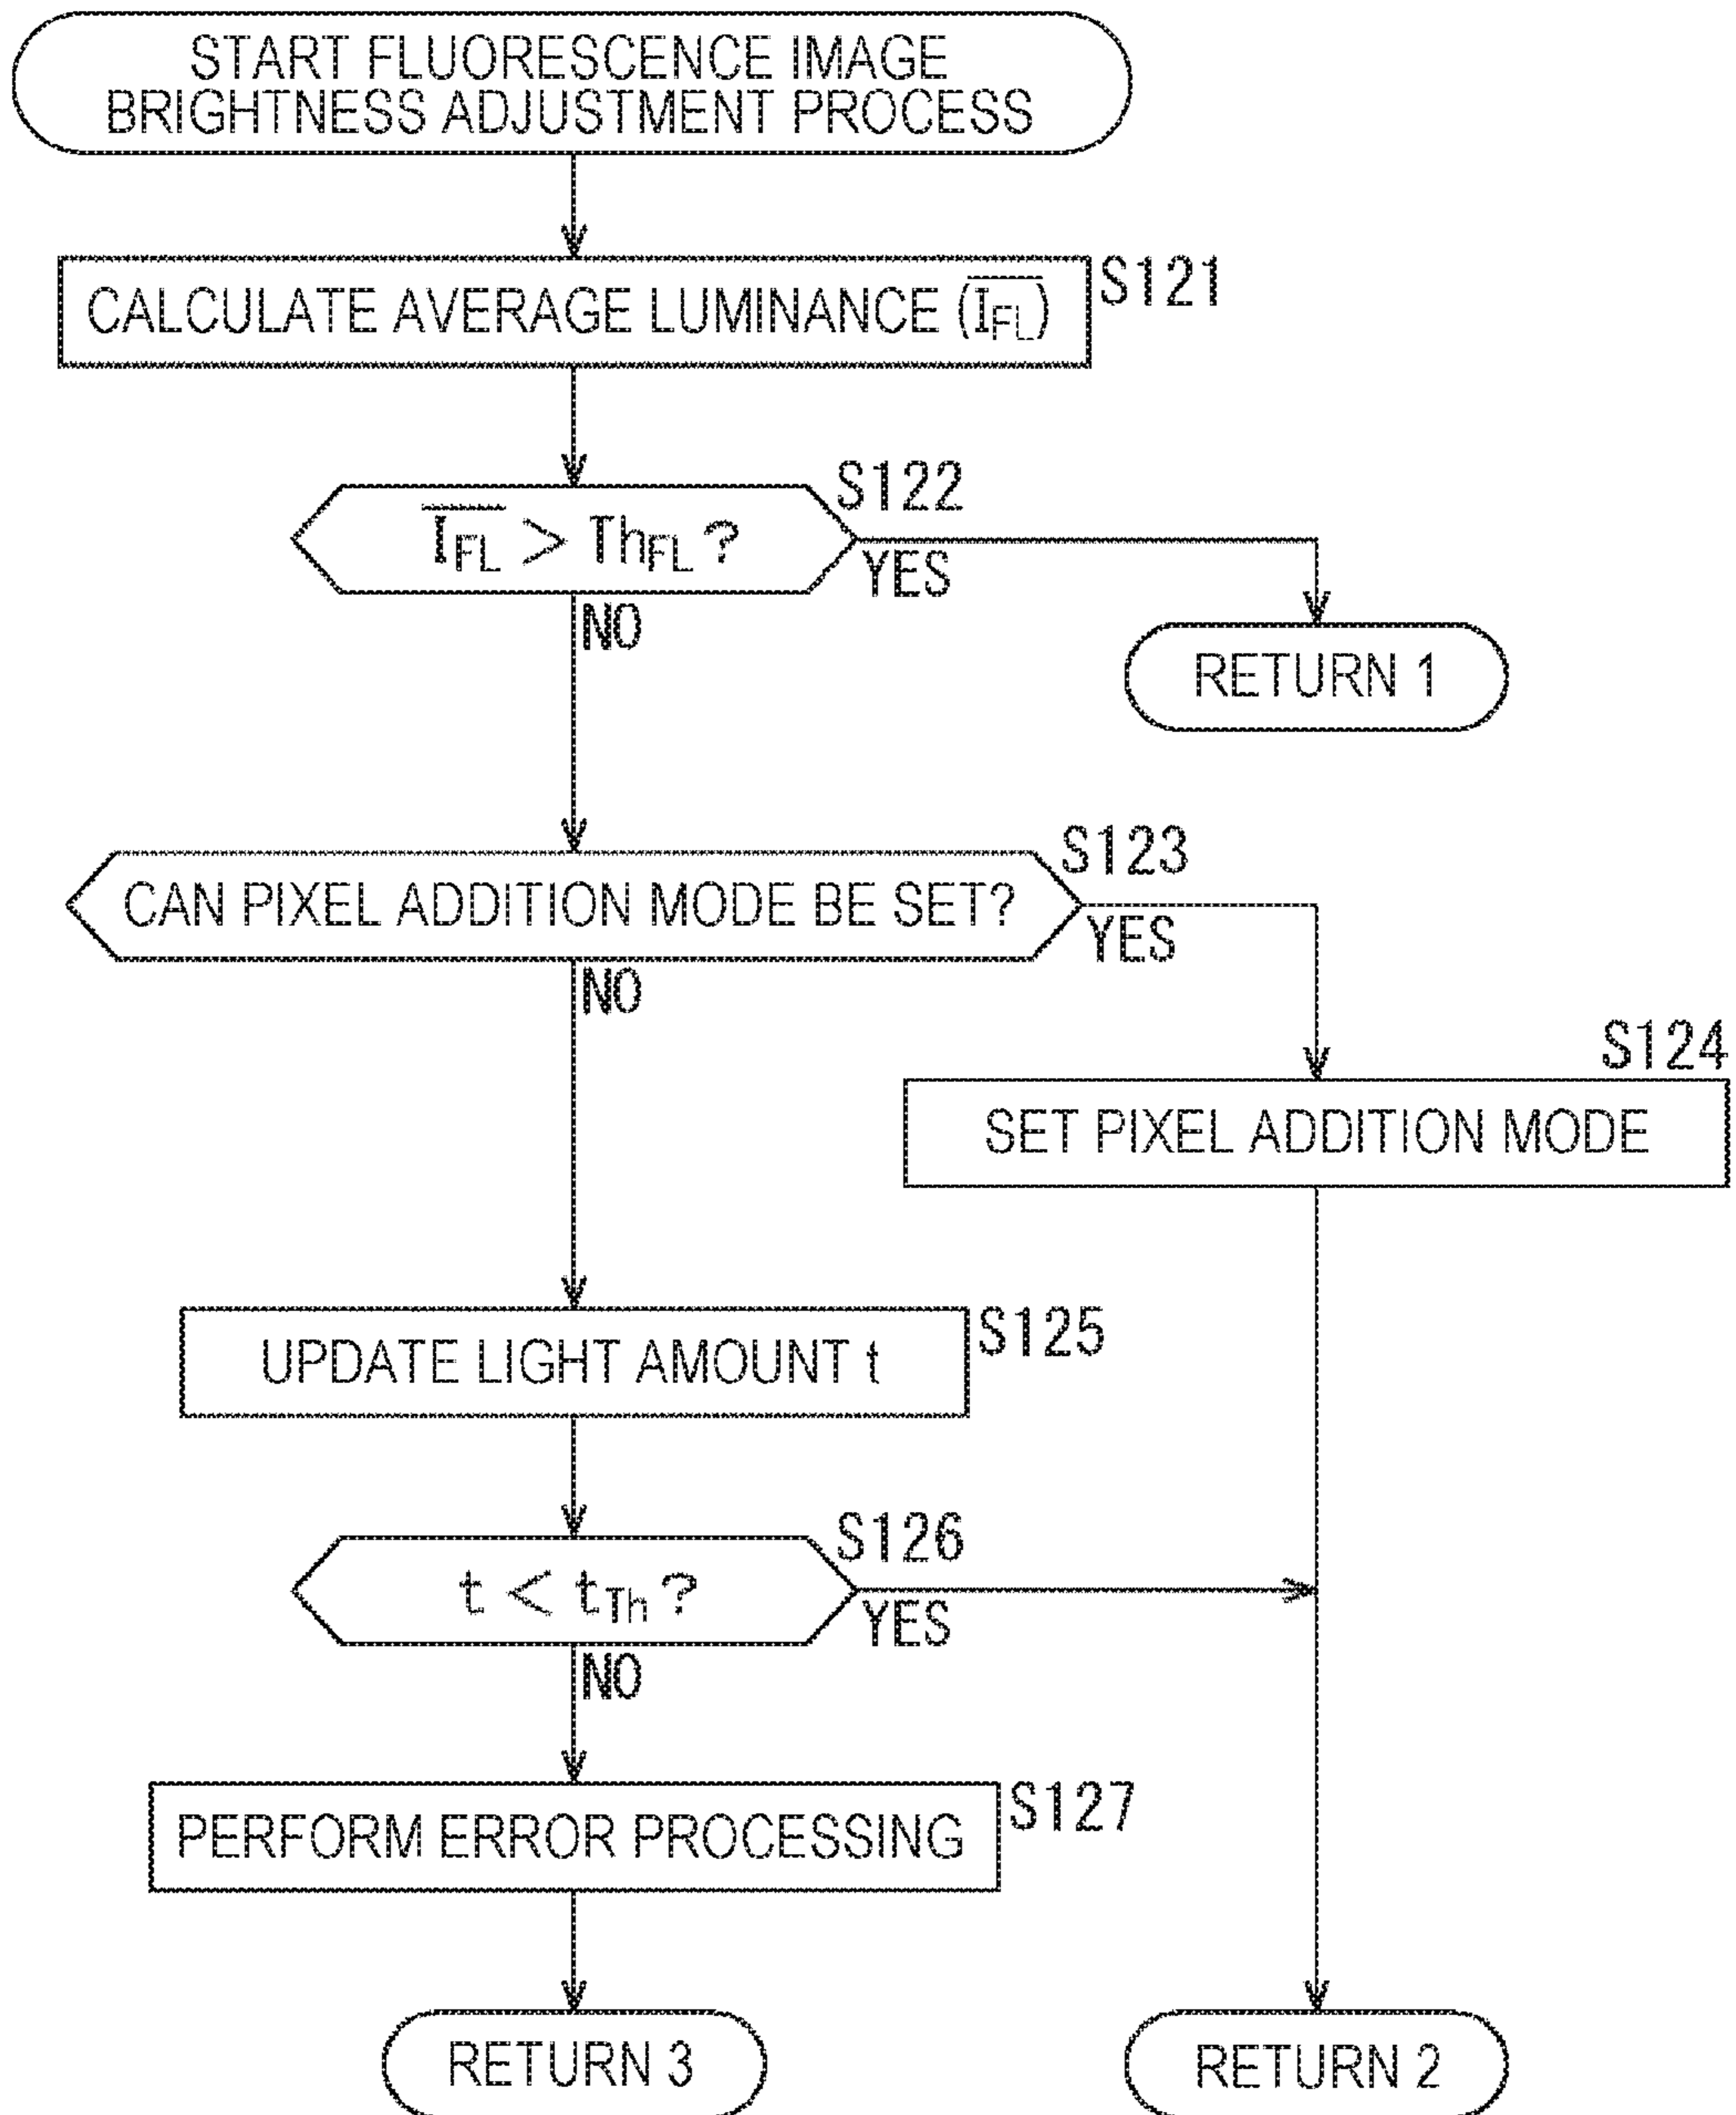 START FLUORESCENCE IMAGE
BRIGHTNESS ADJUSTMENT PROCESS
CALCULATE AVERAGE LUMINANCE (I̅F̅L̅)
S121
S122
I̅F̅L̅ > ThFL ?
YES
NO
RETURN 1
S123
CAN PIXEL ADDITION MODE BE SET?
YES
NO
S124
SET PIXEL ADDITION MODE
S125
UPDATE LIGHT AMOUNT t
S126
t < tTh ?
YES
NO
S127
PERFORM ERROR PROCESSING
RETURN 3
RETURN 2